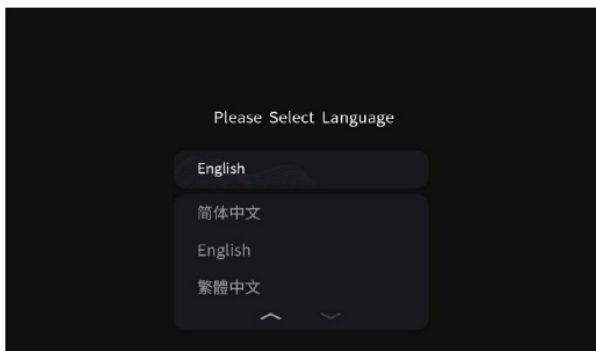 Please Select Language
English
简体中文
English
繁體中文